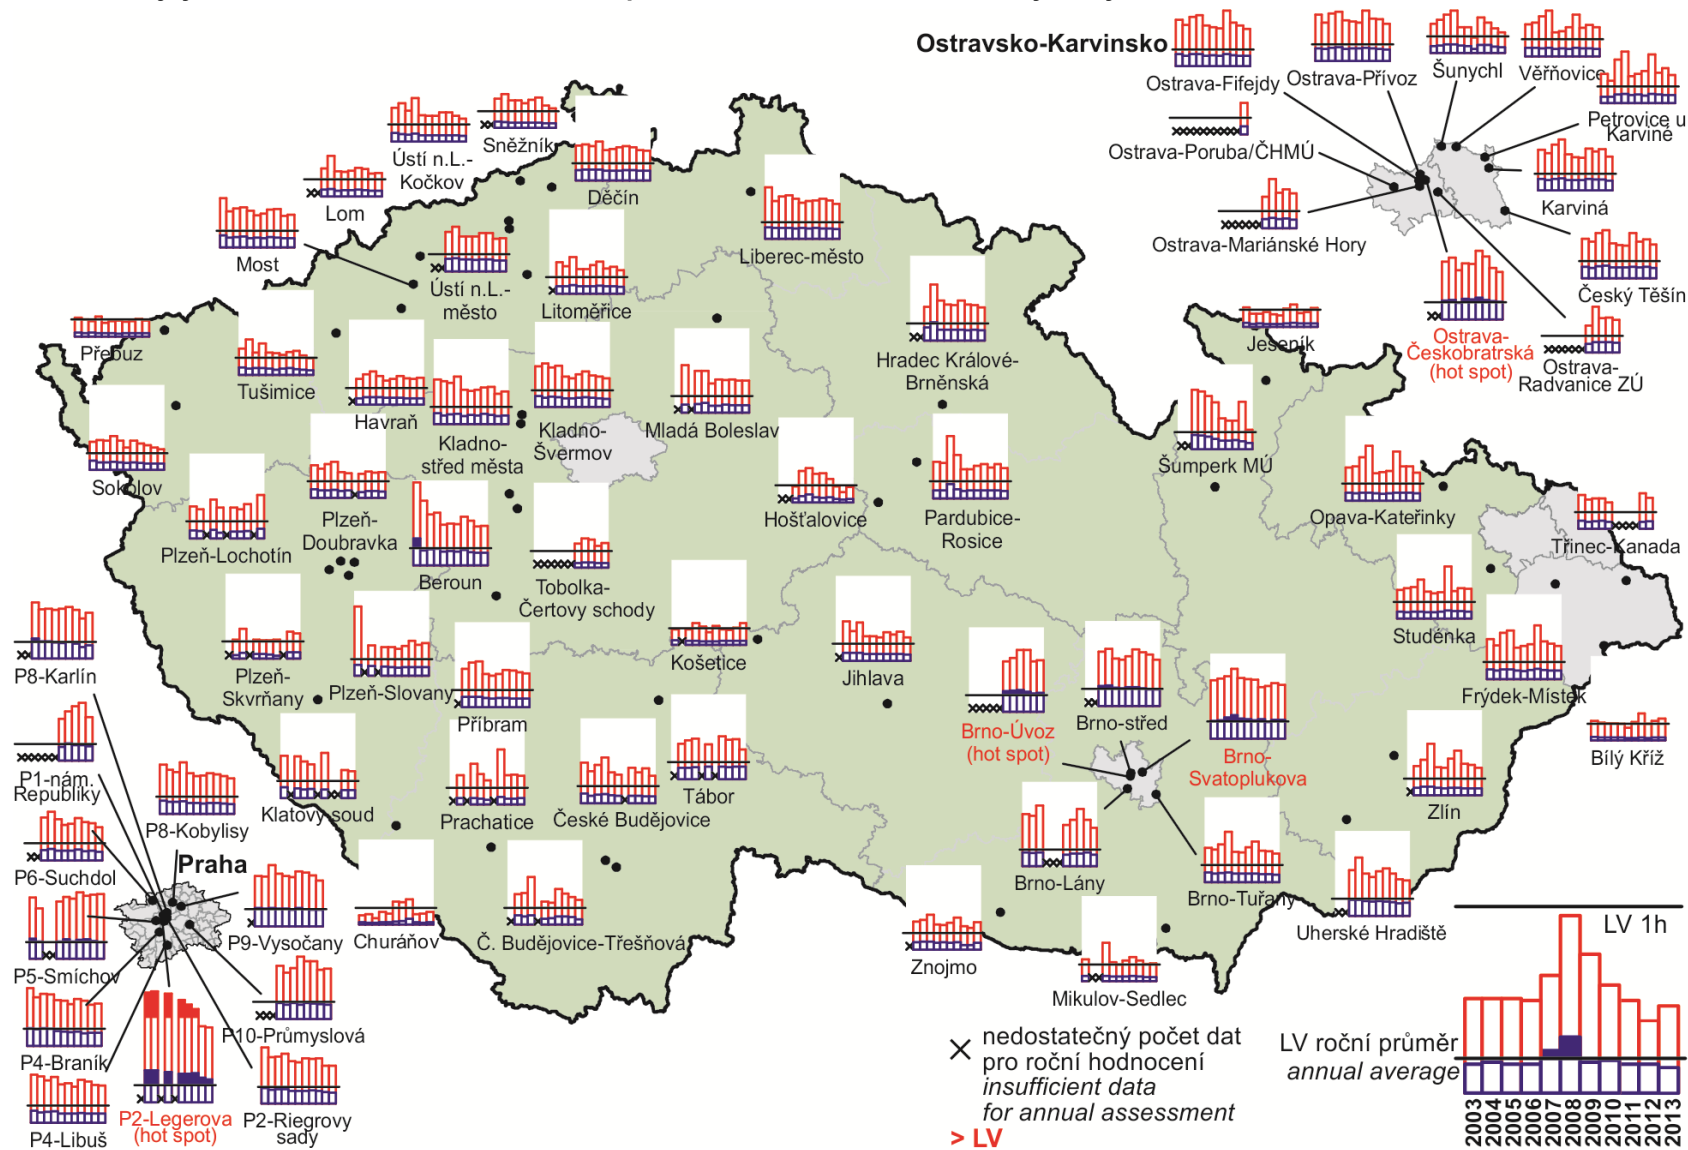 Ostravsko-Karvinsko
Ostrava-Fifejdy
Ostrava-Přívoz
Šunychl
Věřňovice
Petrovice u
Karviné
Ostrava-Poruba/ČHMÚ
Karviná
Ostrava-Mariánské Hory
Český Těšín
Ostrava-
Českobratrská
(hot spot)
Ostrava-
Radvanice ZÚ
Sněžník
Ústí n.L.-
Kočkov
Děčín
Lom
Most
Ústí n.L.-
město
Litoměřice
Liberec-město
Přebuz
Tušimice
Havraň
Kladno-
střed města
Kladno-
Švermov
Mladá Boleslav
Hradec Králové-
Brněnská
Jeseník
Šumperk MÚ
Sokolov
Plzeň-Lochotín
Plzeň-
Doubravka
Beroun
Tobolka-
Čertovy schody
Hošťalovice
Pardubice-
Rosice
Opava-Kateřinky
Třinec-Kanada
Studénka
Frýdek-Místek
Bílý Kříž
P8-Karlín
Plzeň-
Skvrňany
Plzeň-Slovany
Příbram
Košetice
Jihlava
Brno-Úvoz
(hot spot)
Brno-střed
Brno-
Svatoplukova
Zlín
P1-nám.
Republiky
P8-Kobylisy
Klatovy soud
Prachatice
České Budějovice
Tábor
P6-Suchdol
Praha
Brno-Lány
Brno-Tuřany
Uherské Hradiště
P9-Vysočany
Churáňov
Č. Budějovice-Třešňová
Znojmo
Mikulov-Sedlec
P5-Smíchov
P10-Průmyslová
P4-Braník
P4-Libuš
P2-Legerova
(hot spot)
P2-Riegrovy
sady
nedostatečný počet dat
pro roční hodnocení
insufficient data
for annual assessment
> LV
LV 1h
LV roční průměr
annual average
2003
2004
2005
2006
2007
2008
2009
2010
2011
2012
2013